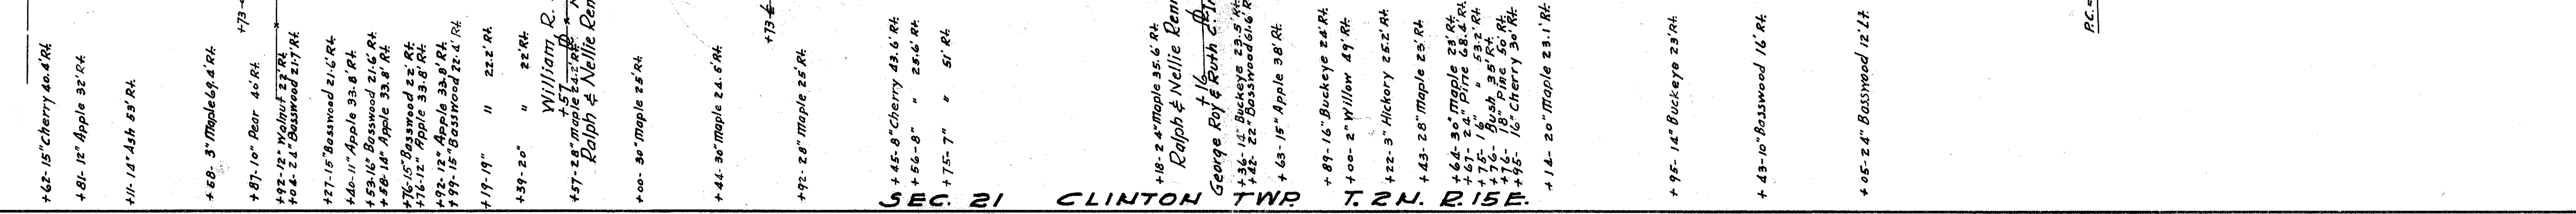 +62-15"Cherry 40.4'Rt
+81-12" Apple 32'Rt
+11-14" Ash 53' Rt.
+58- 3" Maple 69.4'Rt
+73-
+87-10" Pear 40'Rt.
+92-12" Walnut 22'Rt
+04-24" Basswood 21.7'Rt.
+27-15"Basswood 21.6'Rt.
+40-11" Apple 33.8'Rt.
+53-16" Basswood 21.6'Rt.
+58-14" Apple 33.8'Rt.
+76-15" Basswood 22'Rt.
+76-12" Apple 33.8'Rt.
+92-12" Apple 33.8'Rt.
+99-15"Basswood 22.4'Rt
+19-19" " 22.2'Rt
+39-20" " 22'Rt.
William R.
+57
+57-28"Maple 24.2'Rt
Ralph & Nellie Ren
+00- 30"Maple 25'Rt
+44-30"Maple 24.5'Rt
+73-
+92-28"Maple 25'Rt
+45-8"Cherry 43.6'Rt.
+56-8" " 25.6'Rt.
+75-7" " 51' Rt.
+18-24"Maple 35.6'Rt.
Ralph & Nellie Renn
+16
George Roy & Ruth
+36-14" Buckeye 23.5'Rt.
+42-22" Basswood 61.6'Rt
+63-15" Apple 38'Rt
+89-16" Buckeye 24'Rt.
+00-2"Willow 49'Rt.
+22-3" Hickory 25.2'Rt.
+43-28"Maple 23'Rt
+64-30"Maple 23'Rt.
+67-24" Pine 68.4'Rt
+75-16" " 53.2'Rt.
+76- Bush 35'Rt.
+76- 18" Pine 50'Rt.
+95- 16"Cherry 30'Rt.
+14- 20"Maple 23.1'Rt.
+95-14" Buckeye 23'Rt
+43-10"Basswood 16'Rt.
+05-24" Basswood 12'Lt
P.C.=
SEC. 21 CLINTON TWP. T. 2 N. R. 15 E.